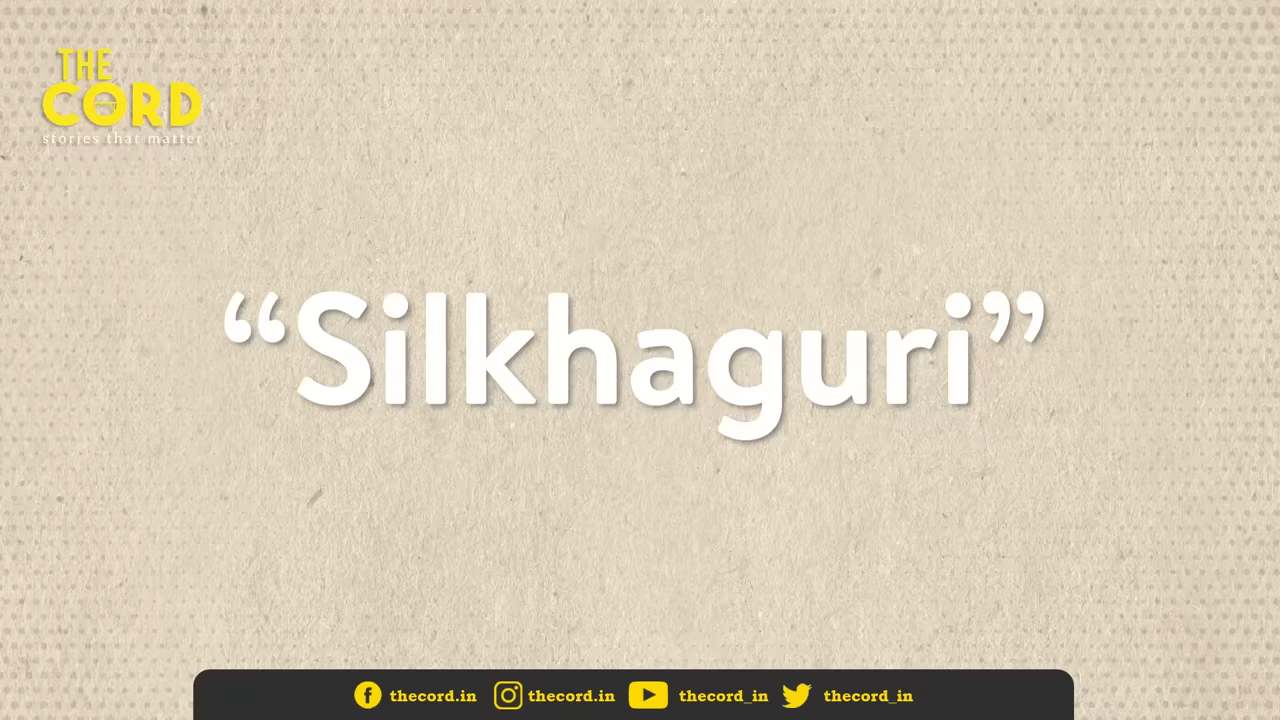 THE
CORD
stories that matter
“Silkhaguri”
thecord.in thecord.in thecord_in thecord_in